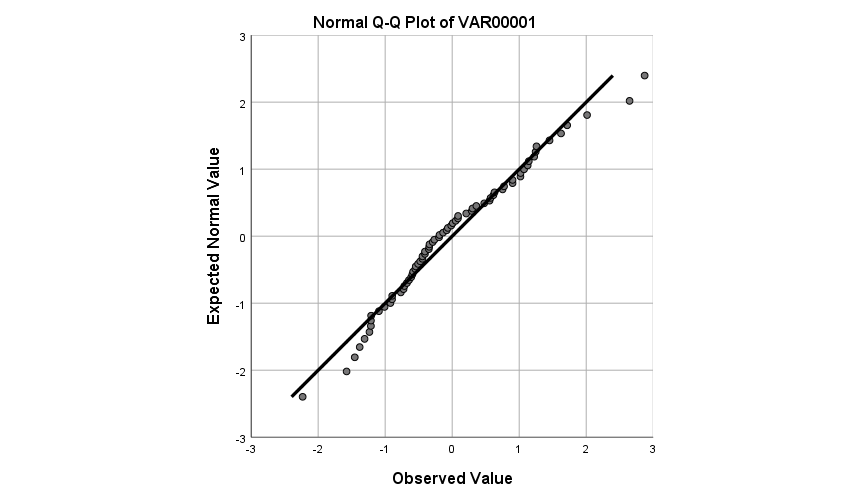 Normal Q-Q Plot of VAR00001
3
2
1
0
-1
-2
-3
Expected Normal Value
-3 -2 -1 0 1 2 3
Observed Value